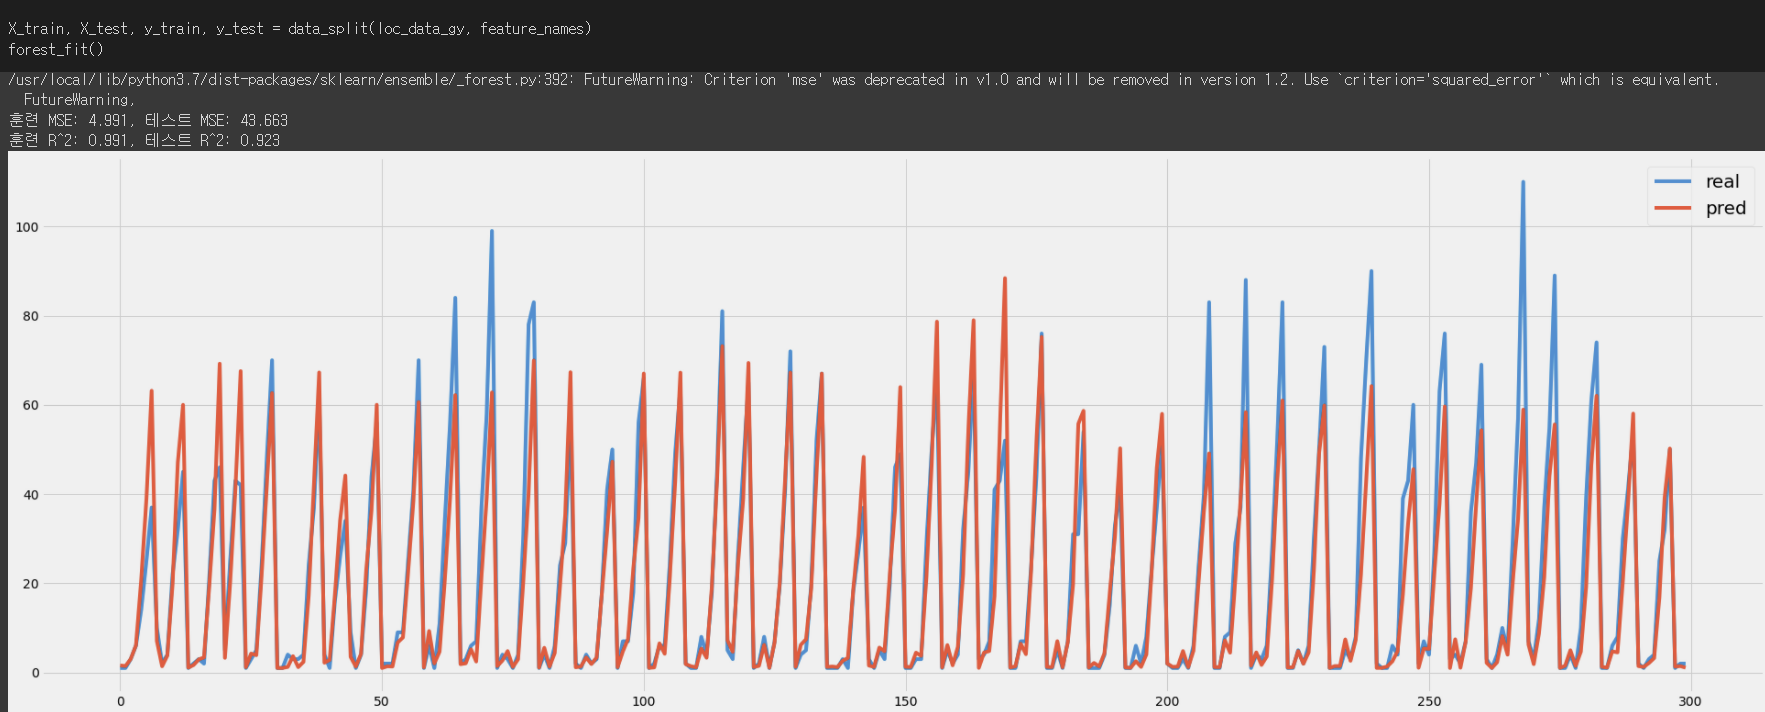 X_train, X_test, y_train, y_test = data_split(loc_data_gy, feature_names)
forest_fit()
/usr/local/lib/python3.7/dist-packages/sklearn/ensemble/_forest.py:392: FutureWarning: Criterion 'mse' was deprecated in v1.0 and will be removed in version 1.2. Use `criterion='squared_error'` which is equivalent.
FutureWarning,
훈련 MSE: 4.991, 테스트 MSE: 43.663
훈련 R^2: 0.991, 테스트 R^2: 0.923
real
pred
100
80
60
40
20
0
0 50 100 150 200 250 300